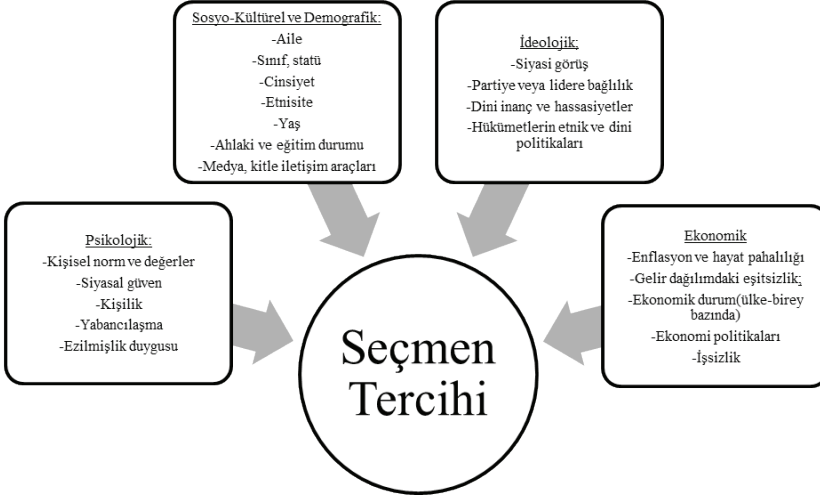 Sosyo-Kültürel ve Demografik:
-Aile
-Sınıf, statü
-Cinsiyet
-Etnisite
-Yaş
-Ahlaki ve eğitim durumu
-Medya, kitle iletişim araçları
İdeolojik;
-Siyasi görüş
-Partiye veya lidere bağlılık
-Dini inanç ve hassasiyetler
-Hükümetlerin etnik ve dini
politikaları
Psikolojik:
-Kişisel norm ve değerler
-Siyasal güven
-Kişilik
-Yabancılaşma
-Ezilmişlik duygusu
Ekonomik
-Enflasyon ve hayat pahalılığı
-Gelir dağılımdaki eşitsizlik;
-Ekonomik durum(ülke-birey
bazında)
-Ekonomi politikaları
-İşsizlik
Seçmen
Tercihi